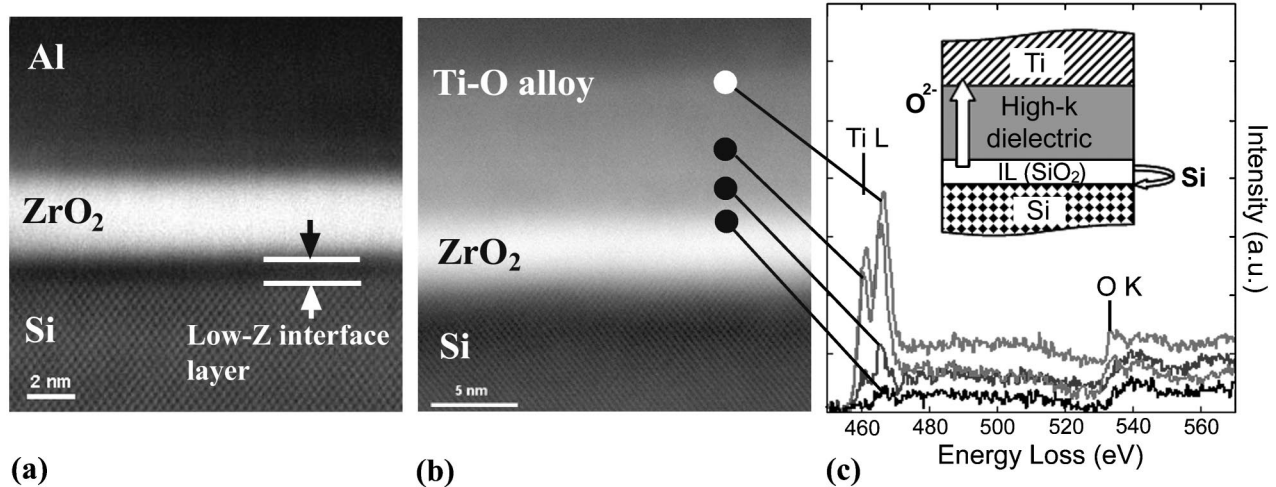 Al
ZrO2
Si
Low-Z interface
layer
2 nm
(a)
Ti-O alloy
ZrO2
Si
5 nm
(b)
Ti
O2-
High-k
dielectric
IL (SiO2)
Si
Si
Ti L
O K
Intensity (a.u.)
460 480 500 520 540 560
Energy Loss (eV)
(c)